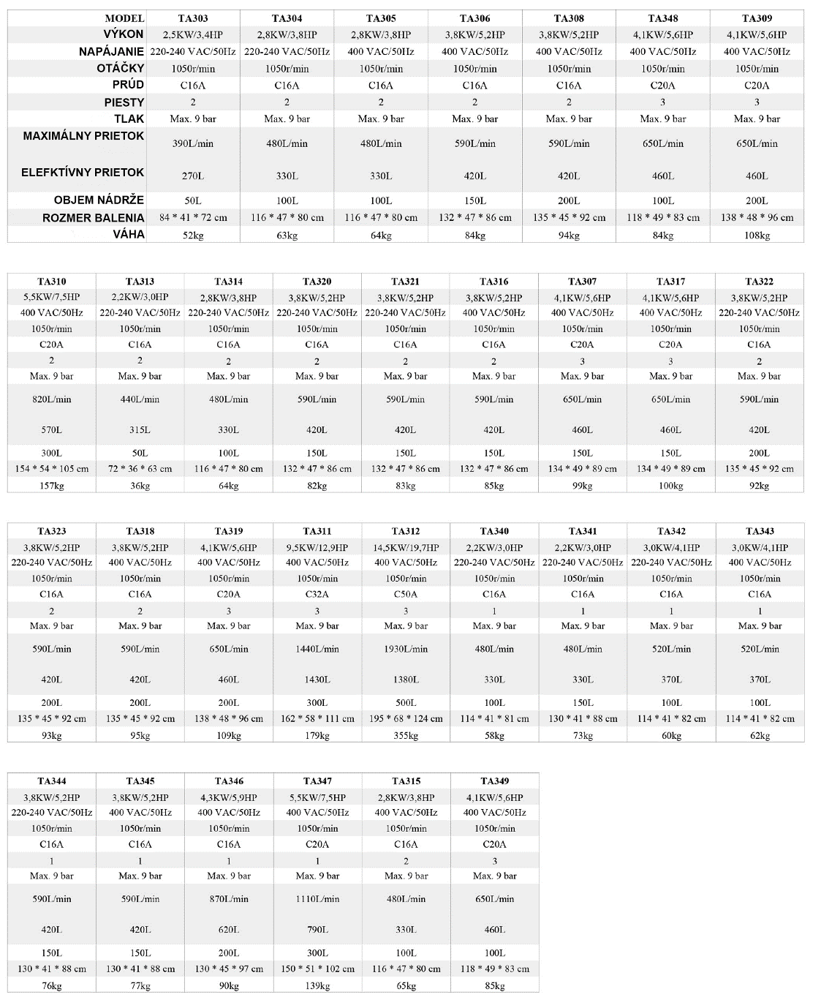 MODEL TA303 TA304 TA305 TA306 TA308 TA348 TA309
VÝKON 2,5KW/3,4HP 2,8KW/3,8HP 2,8KW/3,8HP 3,8KW/5,2HP 3,8KW/5,2HP 4,1KW/5,6HP 4,1KW/5,6HP
NAPÁJANIE 220-240 VAC/50Hz 220-240 VAC/50Hz 400 VAC/50Hz 400 VAC/50Hz 400 VAC/50Hz 400 VAC/50Hz 400 VAC/50Hz
OTÁČKY 1050r/min 1050r/min 1050r/min 1050r/min 1050r/min 1050r/min 1050r/min
PRÚD C16A C16A C16A C16A C16A C20A C20A
PIESTY 2 2 2 2 2 3 3
TLAK Max. 9 bar Max. 9 bar Max. 9 bar Max. 9 bar Max. 9 bar Max. 9 bar Max. 9 bar
MAXIMÁLNY PRIETOK 390L/min 480L/min 480L/min 590L/min 590L/min 650L/min 650L/min
ELEFKTÍVNY PRIETOK 270L 330L 330L 420L 420L 460L 460L
OBJEM NÁDRŽE 50L 100L 100L 150L 200L 100L 200L
ROZMER BALENIA 84 * 41 * 72 cm 116 * 47 * 80 cm 116 * 47 * 80 cm 132 * 47 * 86 cm 135 * 45 * 92 cm 118 * 49 * 83 cm 138 * 48 * 96 cm
VÁHA 52kg 63kg 64kg 84kg 94kg 84kg 108kg
TA310 TA313 TA314 TA320 TA321 TA316 TA307 TA317 TA322
5,5KW/7,5HP 2,2KW/3,0HP 2,8KW/3,8HP 3,8KW/5,2HP 3,8KW/5,2HP 3,8KW/5,2HP 4,1KW/5,6HP 4,1KW/5,6HP 3,8KW/5,2HP
400 VAC/50Hz 220-240 VAC/50Hz 220-240 VAC/50Hz 220-240 VAC/50Hz 220-240 VAC/50Hz 400 VAC/50Hz 400 VAC/50Hz 400 VAC/50Hz 220-240 VAC/50Hz
1050r/min 1050r/min 1050r/min 1050r/min 1050r/min 1050r/min 1050r/min 1050r/min 1050r/min
C20A C16A C16A C16A C16A C16A C20A C20A C16A
2 2 2 2 2 2 3 3 2
Max. 9 bar Max. 9 bar Max. 9 bar Max. 9 bar Max. 9 bar Max. 9 bar Max. 9 bar Max. 9 bar Max. 9 bar
820L/min 440L/min 480L/min 590L/min 590L/min 590L/min 650L/min 650L/min 590L/min
570L 315L 330L 420L 420L 420L 460L 460L 420L
300L 50L 100L 150L 150L 150L 150L 150L 200L
154 * 54 * 105 cm 72 * 36 * 63 cm 116 * 47 * 80 cm 132 * 47 * 86 cm 132 * 47 * 86 cm 132 * 47 * 86 cm 134 * 49 * 89 cm 134 * 49 * 89 cm 135 * 45 * 92 cm
157kg 36kg 64kg 82kg 83kg 85kg 99kg 100kg 92kg
TA323 TA318 TA319 TA311 TA312 TA340 TA341 TA342 TA343
3,8KW/5,2HP 3,8KW/5,2HP 4,1KW/5,6HP 9,5KW/12,9HP 14,5KW/19,7HP 2,2KW/3,0HP 2,2KW/3,0HP 3,0KW/4,1HP 3,0KW/4,1HP
220-240 VAC/50Hz 400 VAC/50Hz 400 VAC/50Hz 400 VAC/50Hz 400 VAC/50Hz 220-240 VAC/50Hz 220-240 VAC/50Hz 220-240 VAC/50Hz 400 VAC/50Hz
1050r/min 1050r/min 1050r/min 1050r/min 1050r/min 1050r/min 1050r/min 1050r/min 1050r/min
C16A C16A C20A C32A C50A C16A C16A C16A C16A
2 2 3 3 3 1 1 1 1
Max. 9 bar Max. 9 bar Max. 9 bar Max. 9 bar Max. 9 bar Max. 9 bar Max. 9 bar Max. 9 bar Max. 9 bar
590L/min 590L/min 650L/min 1440L/min 1930L/min 480L/min 480L/min 520L/min 520L/min
420L 420L 460L 1430L 1380L 330L 330L 370L 370L
200L 200L 200L 300L 500L 100L 150L 100L 100L
135 * 45 * 92 cm 135 * 45 * 92 cm 138 * 48 * 96 cm 162 * 58 * 111 cm 195 * 68 * 124 cm 114 * 41 * 81 cm 130 * 41 * 88 cm 114 * 41 * 82 cm 114 * 41 * 82 cm
93kg 95kg 109kg 179kg 355kg 58kg 73kg 60kg 62kg
TA344 TA345 TA346 TA347 TA315 TA349
3,8KW/5,2HP 3,8KW/5,2HP 4,3KW/5,9HP 5,5KW/7,5HP 2,8KW/3,8HP 4,1KW/5,6HP
220-240 VAC/50Hz 400 VAC/50Hz 400 VAC/50Hz 400 VAC/50Hz 400 VAC/50Hz 400 VAC/50Hz
1050r/min 1050r/min 1050r/min 1050r/min 1050r/min 1050r/min
C16A C16A C16A C20A C16A C20A
1 1 1 1 2 3
Max. 9 bar Max. 9 bar Max. 9 bar Max. 9 bar Max. 9 bar Max. 9 bar
590L/min 590L/min 870L/min 1110L/min 480L/min 650L/min
420L 420L 620L 790L 330L 460L
150L 150L 200L 300L 100L 100L
130 * 41 * 88 cm 130 * 41 * 88 cm 130 * 45 * 97 cm 150 * 51 * 102 cm 116 * 47 * 80 cm 118 * 49 * 83 cm
76kg 77kg 90kg 139kg 65kg 85kg